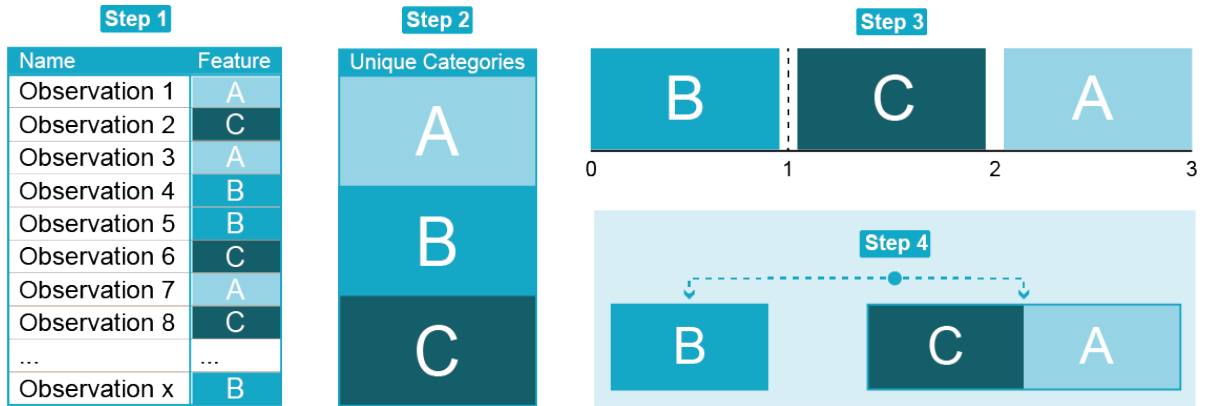 Step 1
Name Feature
Observation 1 A
Observation 2 C
Observation 3 A
Observation 4 B
Observation 5 B
Observation 6 C
Observation 7 A
Observation 8 C
... ...
Observation x B
Step 2
Unique Categories
A
B
C
Step 3
B C A
0 1 2 3
Step 4
B C A